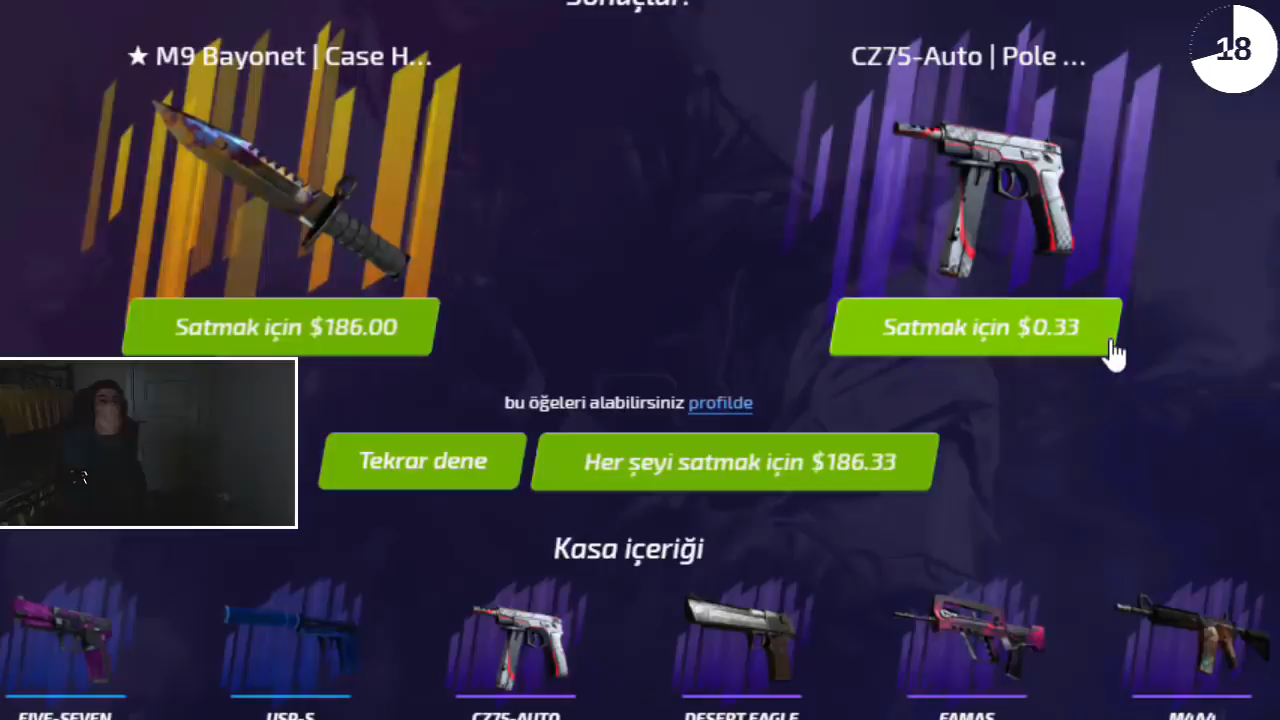 Sonuçlar:
★ M9 Bayonet | Case H...
CZ75-Auto | Pole ...
18
Satmak için $186.00
Satmak için $0.33
bu öğeleri alabilirsiniz profilde
Tekrar dene
Her şeyi satmak için $186.33
Kasa içeriği
FIVE-SEVEN
USP-S
CZ75-AUTO
DESERT EAGLE
FAMAS
M4A4